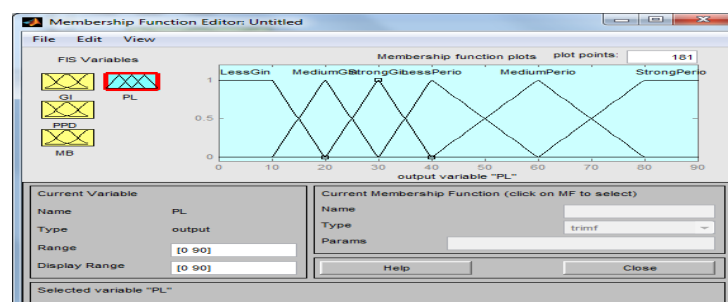 Membership Function Editor: Untitled
File Edit View
FIS Variables
GI
PL
PPD
MB
Membership function plots
plot points:
181
LessGin
StrongGin
LessPerio
MediumPerio
StrongPerio
1
0.5
0
0 10 20 30 40 50 60 70 80 90
output variable "PL"
Current Variable
Name PL
Type output
Range [0 90]
Display Range [0 90]
Current Membership Function (click on MF to select)
Name
Type trimf
Params
Help
Close
Selected variable "PL"